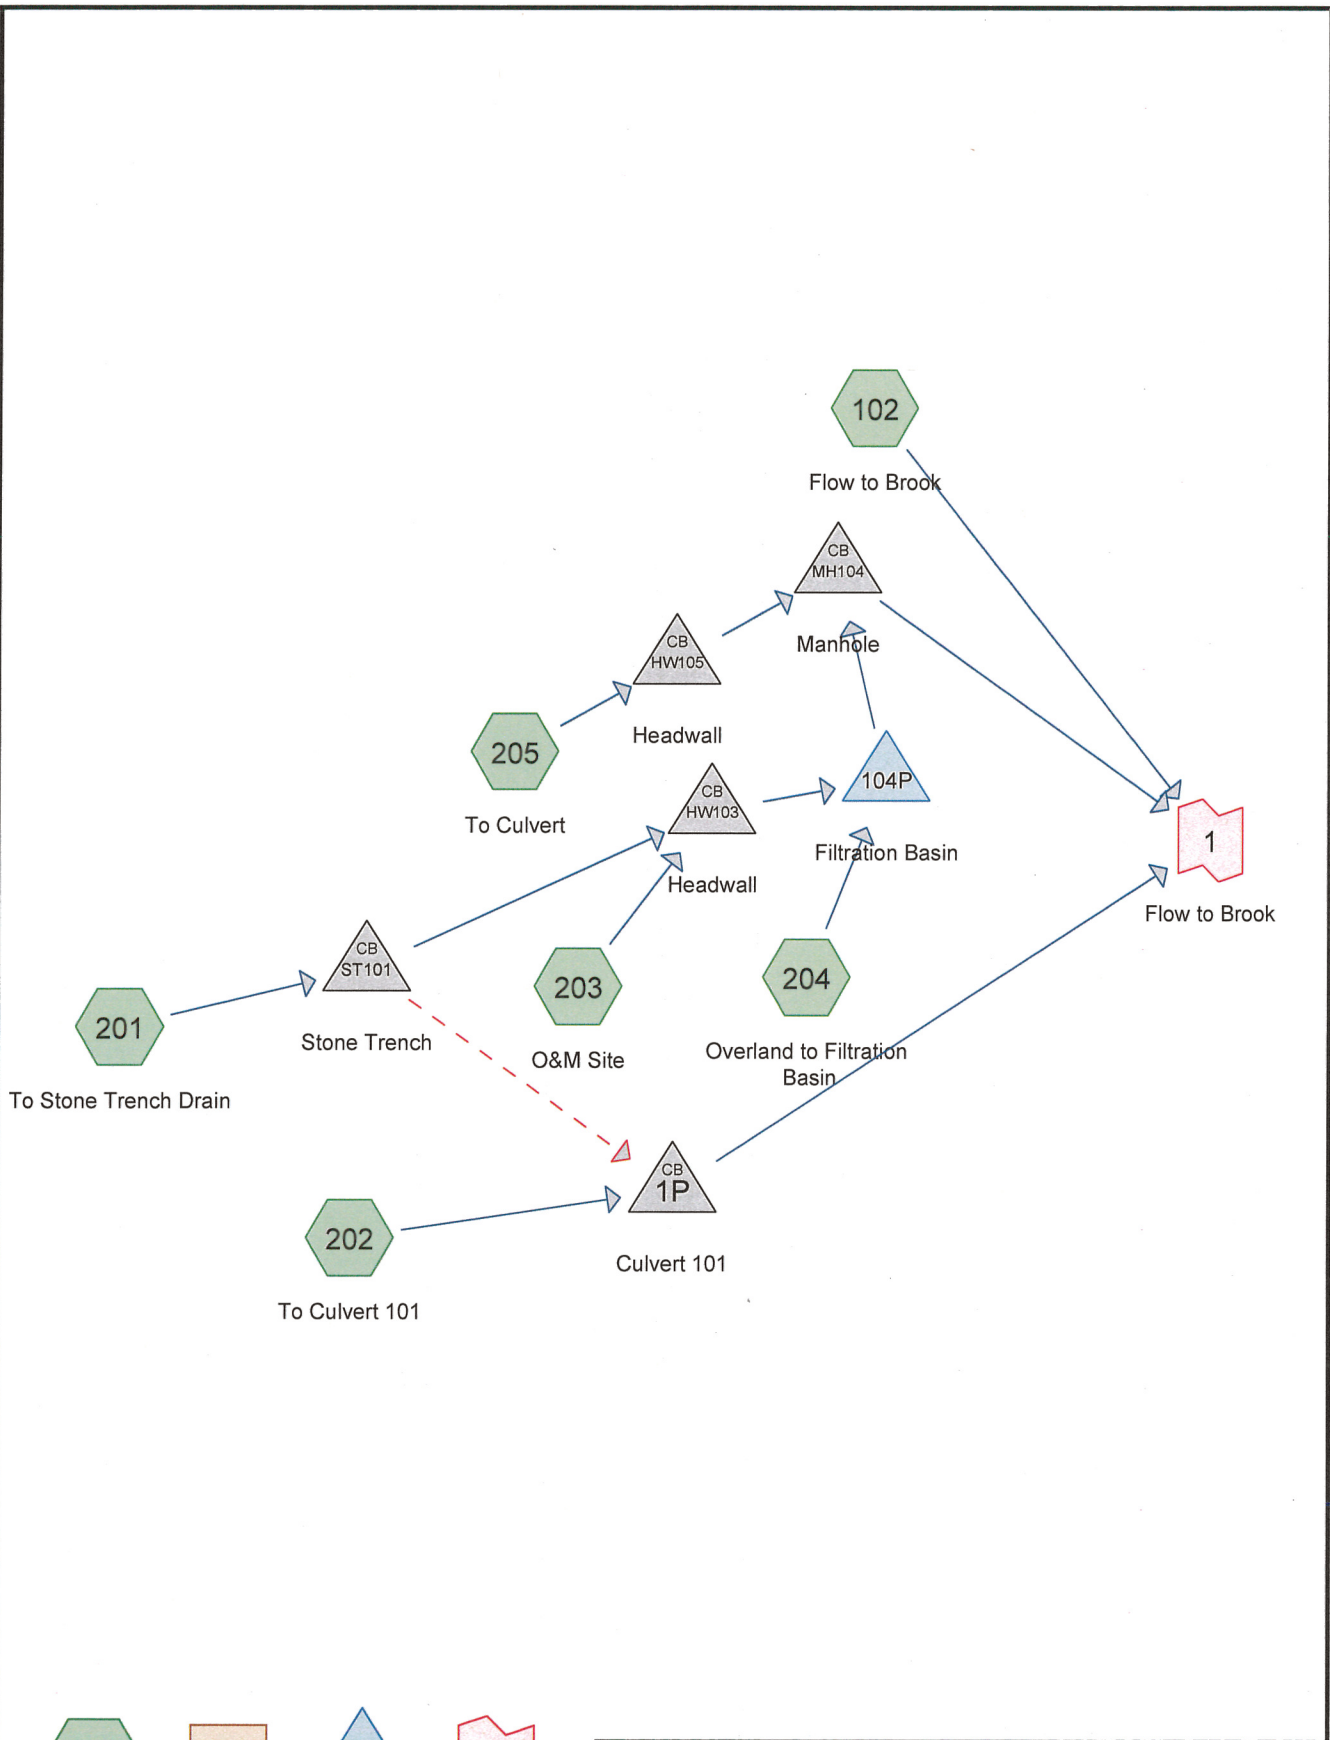 102
Flow to Brook
CB
MH104
Manhole
CB
HW105
Headwall
205
To Culvert
104P
Filtration Basin
CB
HW103
Headwall
1
Flow to Brook
CB
ST101
Stone Trench
203
O&M Site
204
Overland to Filtration
Basin
201
To Stone Trench Drain
CB
1P
Culvert 101
202
To Culvert 101